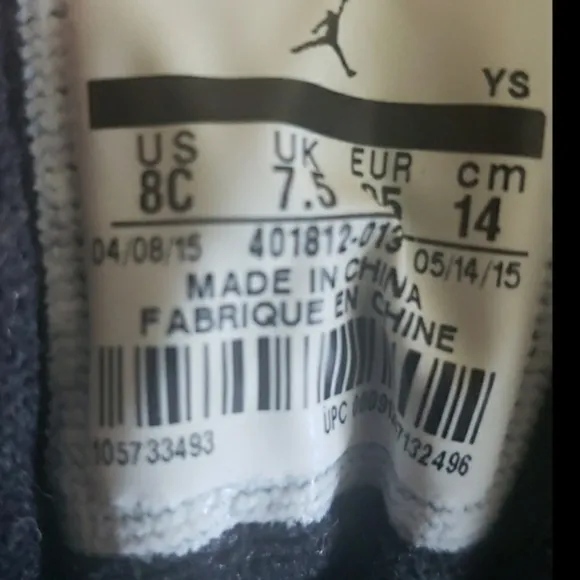 YS
US UK EUR cm
8C 7.5 14
04/08/15 401812-013 05/14/15
MADE IN CHINA
FABRIQUE EN CHINE
UPC
105733493